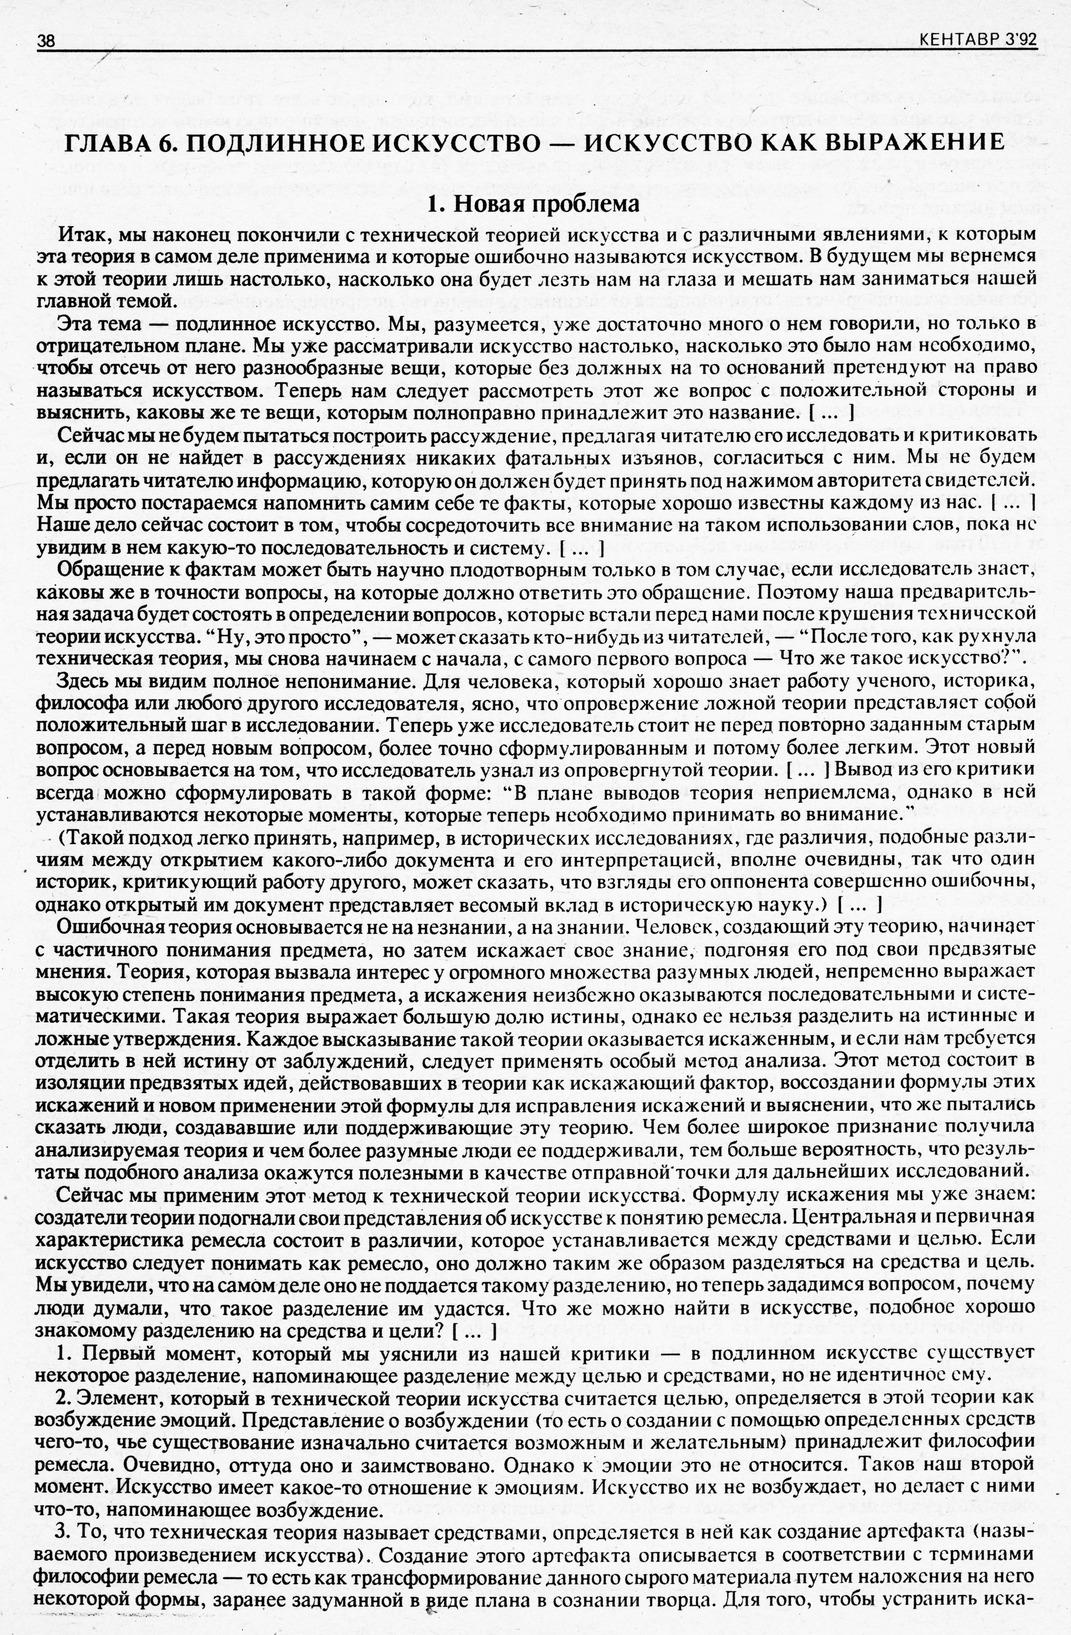 38
КЕНТАВР 3'92
ГЛАВА 6. ПОДЛИННОЕ ИСКУССТВО — ИСКУССТВО КАК ВЫРАЖЕНИЕ
1. Новая проблема
Итак, мы наконец покончили с технической теорией искусства и с различными явлениями, к которым
эта теория в самом деле применима и которые ошибочно называются искусством. В будущем мы вернемся
к этой теории лишь настолько, насколько она будет лезть нам на глаза и мешать нам заниматься нашей
главной темой.
Эта тема — подлинное искусство. Мы, разумеется, уже достаточно много о нем говорили, но только в
отрицательном плане. Мы уже рассматривали искусство настолько, насколько это было нам необходимо,
чтобы отсечь от него разнообразные вещи, которые без должных на то оснований претендуют на право
называться искусством. Теперь нам следует рассмотреть этот же вопрос с положительной стороны и
выяснить, каковы же те вещи, которым полноправно принадлежит это название. [ ... ]
Сейчас мы не будем пытаться построить рассуждение, предлагая читателю его исследовать и критиковать
и, если он не найдет в рассуждениях никаких фатальных изъянов, согласиться с ним. Мы не будем
предлагать читателю информацию, которую он должен будет принять под нажимом авторитета свидетелей.
Мы просто постараемся напомнить самим себе те факты, которые хорошо известны каждому из нас. [ ... ]
Наше дело сейчас состоит в том, чтобы сосредоточить все внимание на таком использовании слов, пока не
увидим в нем какую-то последовательность и систему. [ ... ]
Обращение к фактам может быть научно плодотворным только в том случае, если исследователь знает,
каковы же в точности вопросы, на которые должно ответить это обращение. Поэтому наша предваритель-
ная задача будет состоять в определении вопросов, которые встали перед нами после крушения технической
теории искусства. “Ну, это просто”, — может сказать кто-нибудь из читателей, — “После того, как рухнула
техническая теория, мы снова начинаем с начала, с самого первого вопроса — Что же такое искусство?”.
Здесь мы видим полное непонимание. Для человека, который хорошо знает работу ученого, историка,
философа или любого другого исследователя, ясно, что опровержение ложной теории представляет собой
положительный шаг в исследовании. Теперь уже исследователь стоит не перед повторно заданным старым
вопросом, а перед новым вопросом, более точно сформулированным и потому более легким. Этот новый
вопрос основывается на том, что исследователь узнал из опровергнутой теории. [ ... ] Вывод из его критики
всегда можно сформулировать в такой форме: “В плане выводов теория неприемлема, однако в ней
устанавливаются некоторые моменты, которые теперь необходимо принимать во внимание.”
(Такой подход легко принять, например, в исторических исследованиях, где различия, подобные разли-
чиям между открытием какого-либо документа и его интерпретацией, вполне очевидны, так что один
историк, критикующий работу другого, может сказать, что взгляды его оппонента совершенно ошибочны,
однако открытый им документ представляет весомый вклад в историческую науку.) [ ... ]
Ошибочная теория основывается не на незнании, а на знании. Человек, создающий эту теорию, начинает
с частичного понимания предмета, но затем искажает свое знание, подгоняя его под свои предвзятые
мнения. Теория, которая вызвала интерес у огромного множества разумных людей, непременно выражает
высокую степень понимания предмета, а искажения неизбежно оказываются последовательными и систе-
матическими. Такая теория выражает большую долю истины, однако ее нельзя разделить на истинные и
ложные утверждения. Каждое высказывание такой теории оказывается искаженным, и если нам требуется
отделить в ней истину от заблуждений, следует применять особый метод анализа. Этот метод состоит в
изоляции предвзятых идей, действовавших в теории как искажающий фактор, воссоздании формулы этих
искажений и новом применении этой формулы для исправления искажений и выяснении, что же пытались
сказать люди, создававшие или поддерживающие эту теорию. Чем более широкое признание получила
анализируемая теория и чем более разумные люди ее поддерживали, тем больше вероятность, что резуль-
таты подобного анализа окажутся полезными в качестве отправной точки для дальнейших исследований.
Сейчас мы применим этот метод к технической теории искусства. Формулу искажения мы уже знаем:
создатели теории подогнали свои представления об искусстве к понятию ремесла. Центральная и первичная
характеристика ремесла состоит в различии, которое устанавливается между средствами и целью. Если
искусство следует понимать как ремесло, оно должно таким же образом разделяться на средства и цель.
Мы увидели, что на самом деле оно не поддается такому разделению, но теперь зададимся вопросом, почему
люди думали, что такое разделение им удастся. Что же можно найти в искусстве, подобное хорошо
знакомому разделению на средства и цели? [ ... ]
1. Первый момент, который мы уяснили из нашей критики — в подлинном искусстве существует
некоторое разделение, напоминающее разделение между целью и средствами, но не идентичное ему.
2. Элемент, который в технической теории искусства считается целью, определяется в этой теории как
возбуждение эмоций. Представление о возбуждении (то есть о создании с помощью определенных средств
чего-то, чье существование изначально считается возможным и желательным) принадлежит философии
ремесла. Очевидно, оттуда оно и заимствовано. Однако к эмоции это не относится. Таков наш второй
момент. Искусство имеет какое-то отношение к эмоциям. Искусство их не возбуждает, но делает с ними
что-то, напоминающее возбуждение.
3. То, что техническая теория называет средствами, определяется в ней как создание артефакта (назы-
ваемого произведением искусства). Создание этого артефакта описывается в соответствии с терминами
философии ремесла — то есть как трансформирование данного сырого материала путем наложения на него
некоторой формы, заранее задуманной в виде плана в сознании творца. Для того, чтобы устранить иска-